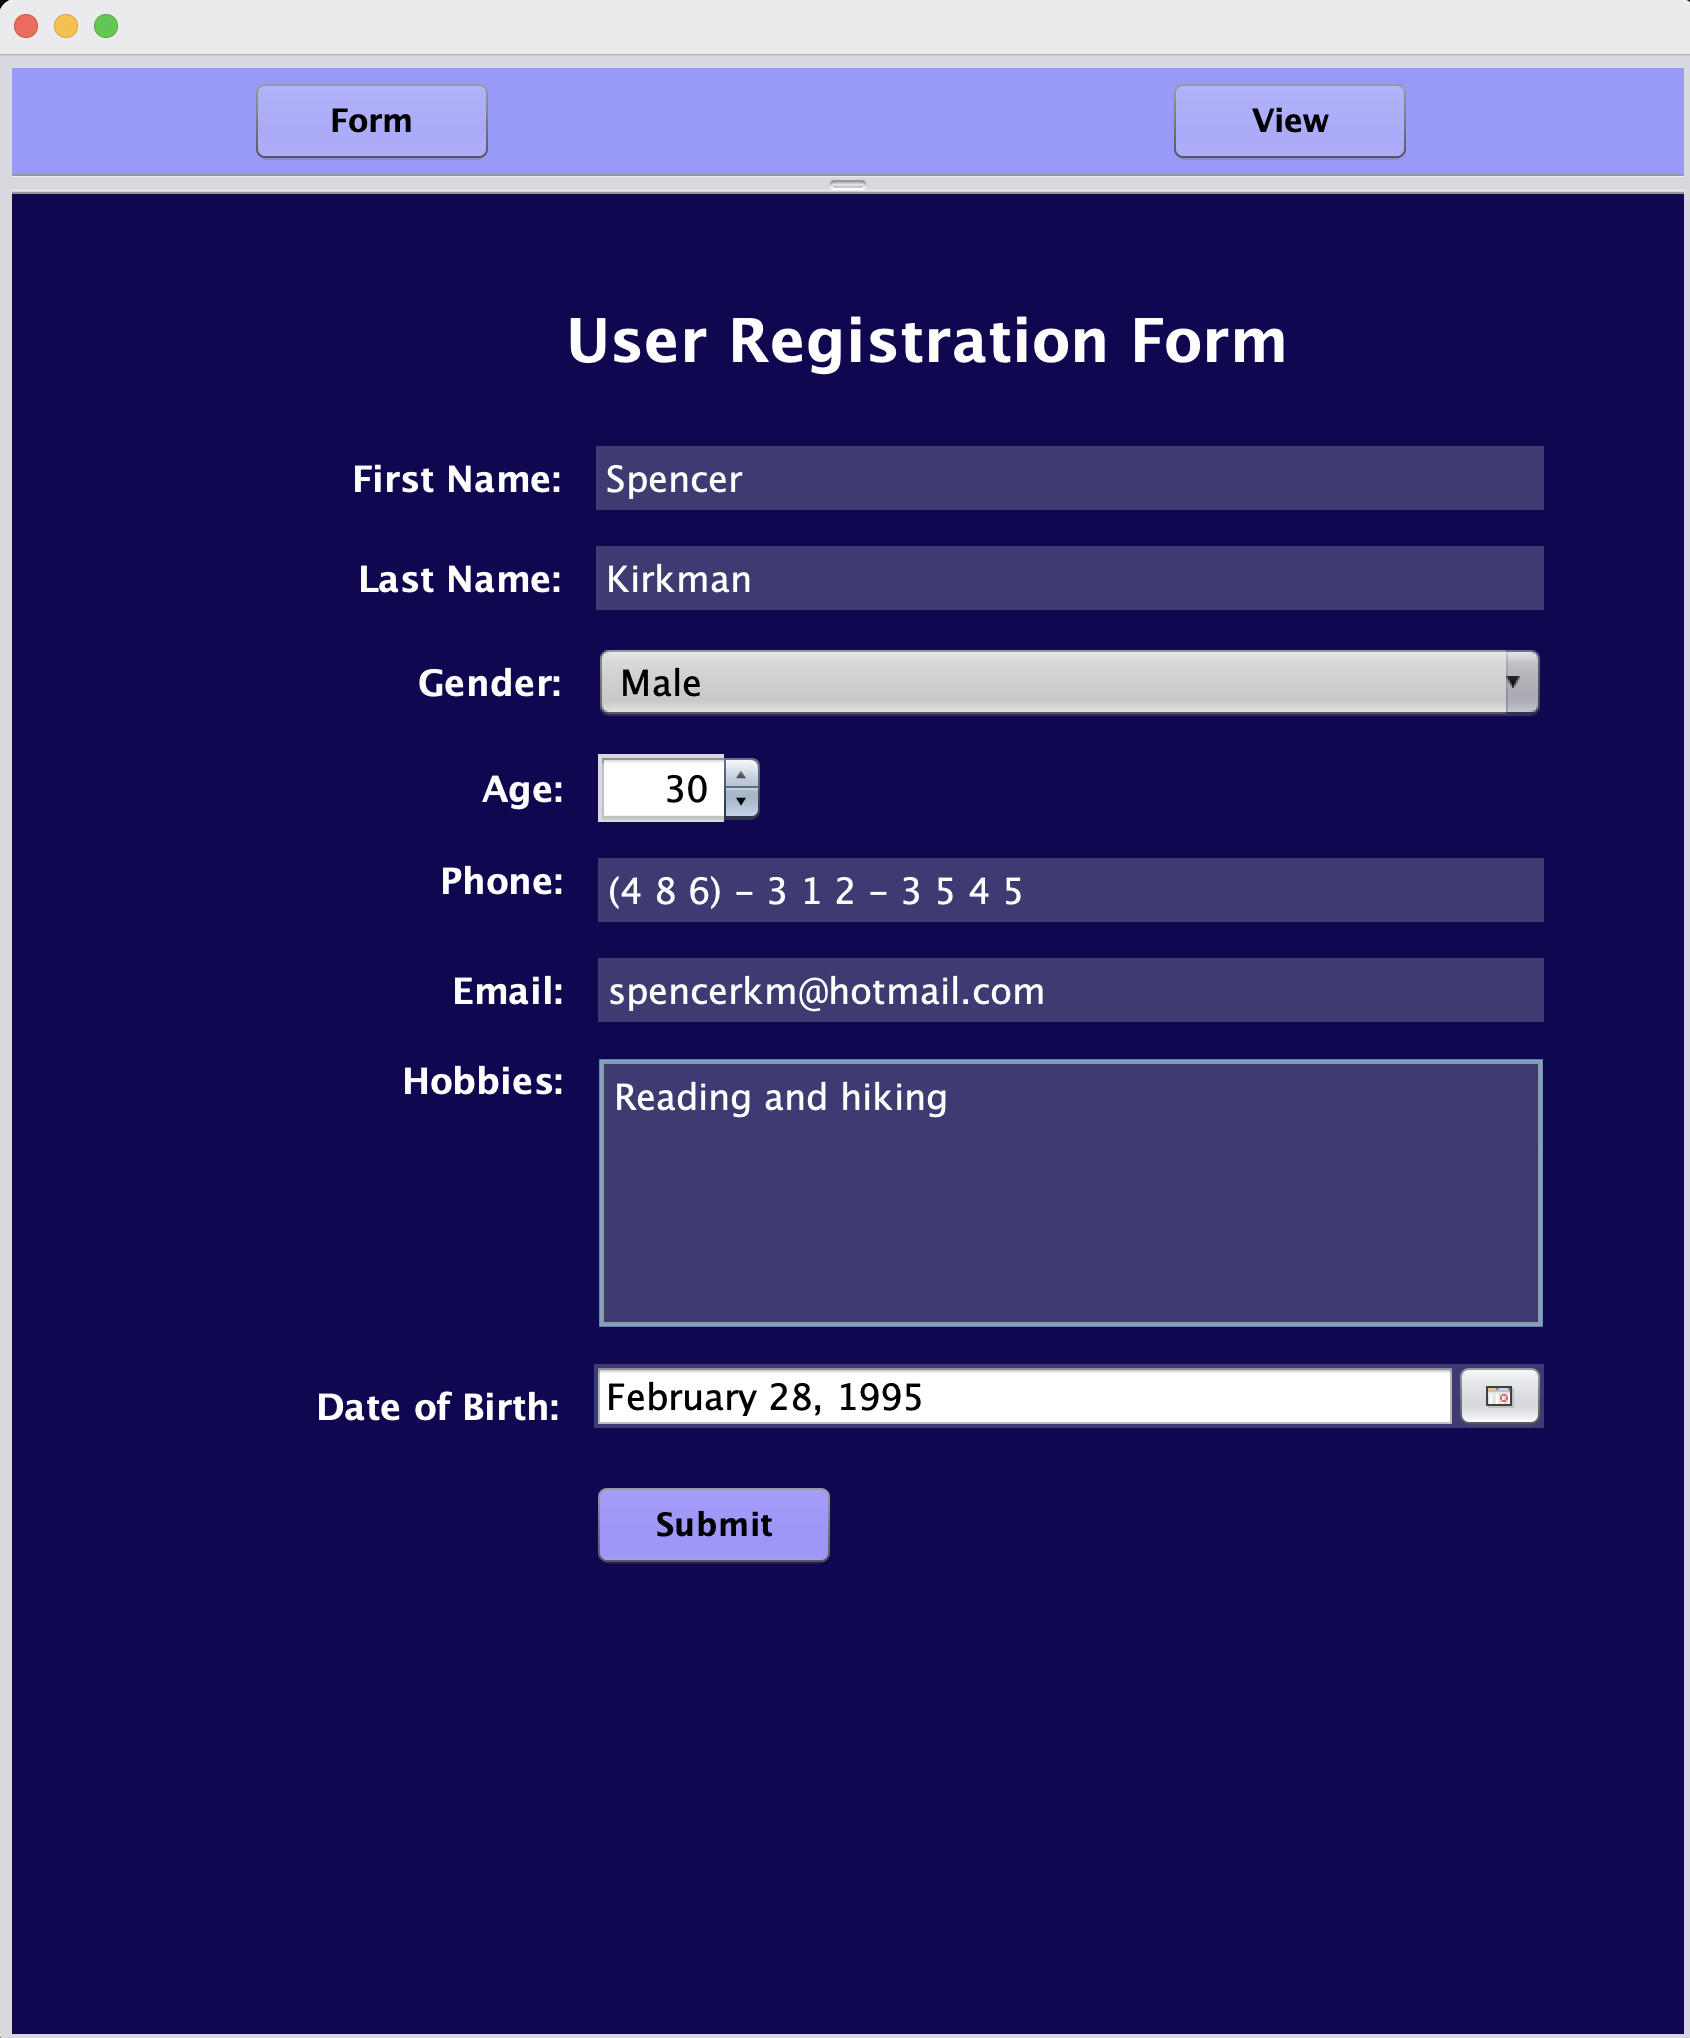 Form View
User Registration Form
First Name: Spencer
Last Name: Kirkman
Gender: Male
Age: 30
Phone: (4 8 6) – 3 1 2 – 3 5 4 5
Email: spencerkm@hotmail.com
Hobbies: Reading and hiking
Date of Birth: February 28, 1995
Submit